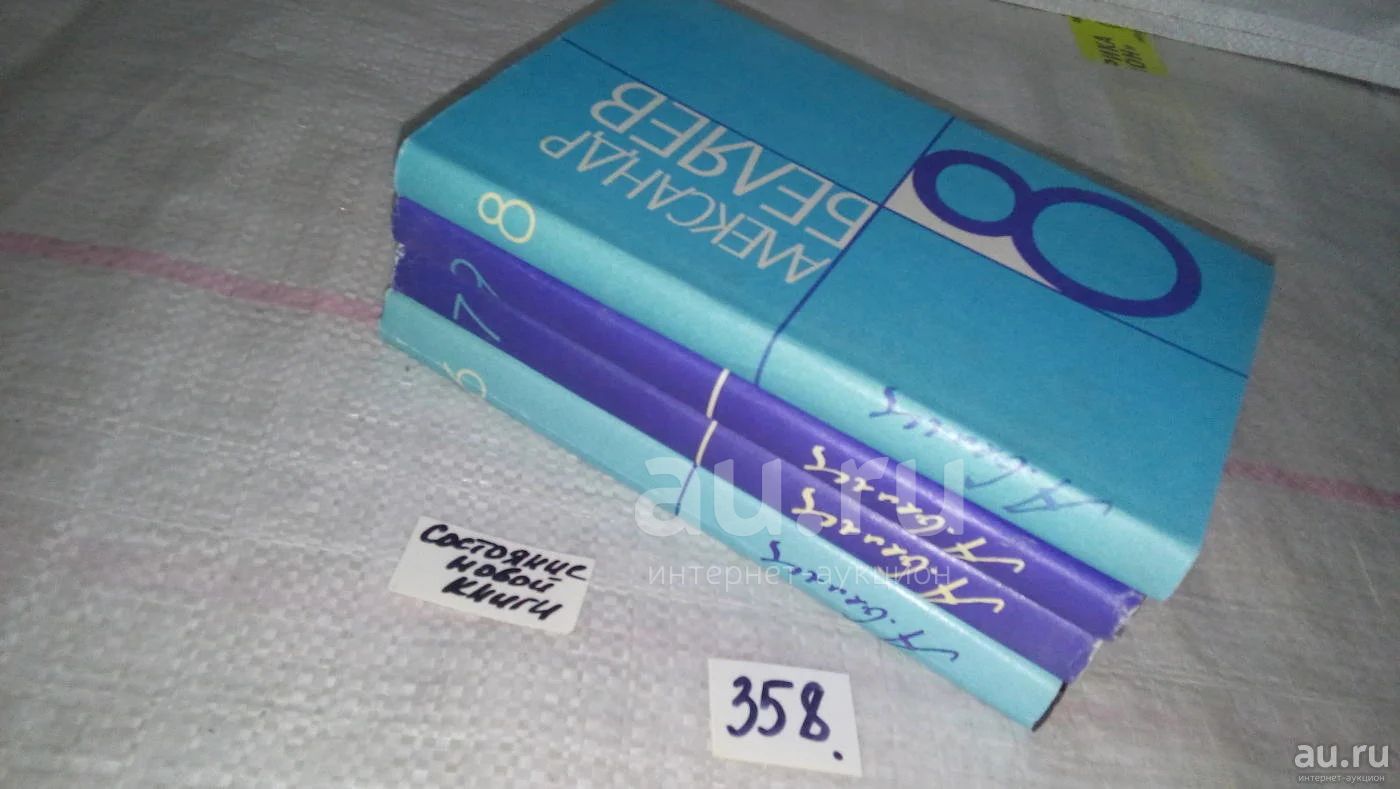 АЛЕКСАНДР
БЕЛЯЕВ
8
8
7
А. Беляев
А. Беляев
А. Беляев
А. Беляев
СОСТОЯНИЕ
НОВОЙ
КНИГИ
358.
au.ru
интернет-аукцион
au.ru
интернет-аукцион